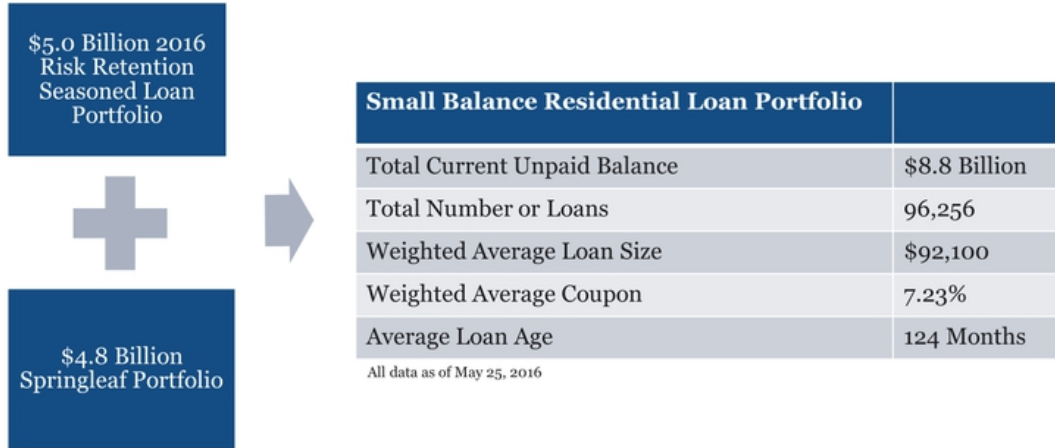 $5.0 Billion 2016
Risk Retention
Seasoned Loan
Portfolio
$4.8 Billion
Springleaf Portfolio
Small Balance Residential Loan Portfolio
Total Current Unpaid Balance $8.8 Billion
Total Number or Loans 96,256
Weighted Average Loan Size $92,100
Weighted Average Coupon 7.23%
Average Loan Age 124 Months
All data as of May 25, 2016